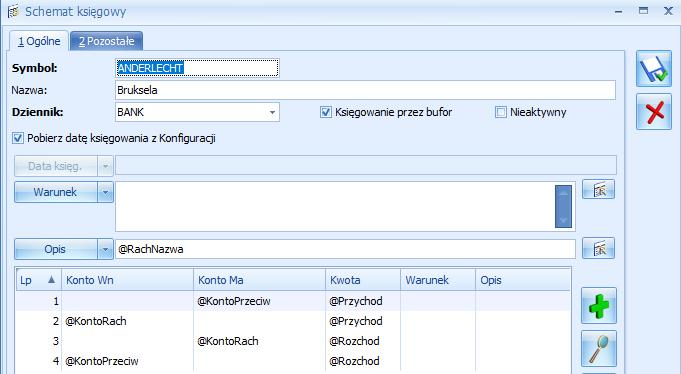 Schemat księgowy
1 Ogólne 2 Pozostałe
Symbol: ANDERLECHT
Nazwa: Bruksela
Dziennik: BANK Księgowanie przez bufor Nieaktywny
Pobierz datę księgowania z Konfiguracji
Data księg.
Warunek
Opis @RachNazwa
Lp Konto Wn Konto Ma Kwota Warunek Opis
1 @KontoPrzeciw @Przychod
2 @KontoRach @Przychod
3 @KontoRach @Rozchod
4 @KontoPrzeciw @Rozchod